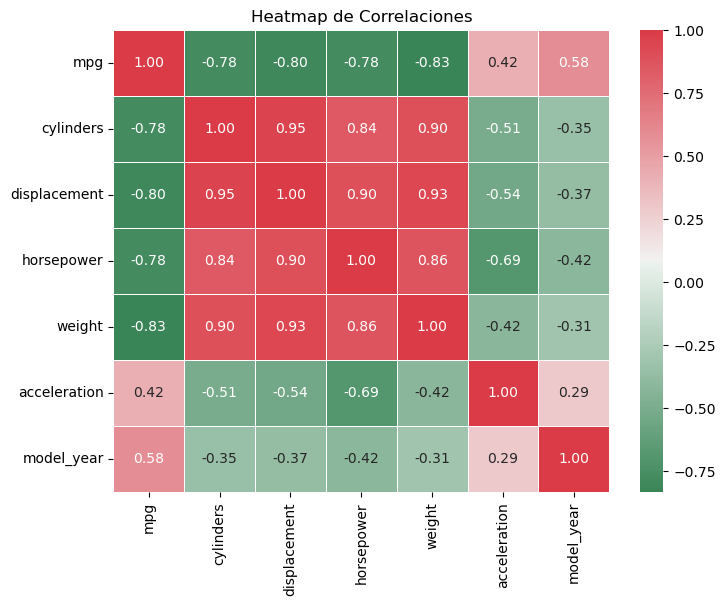 Heatmap de Correlaciones
mpg 1.00 -0.78 -0.80 -0.78 -0.83 0.42 0.58
cylinders -0.78 1.00 0.95 0.84 0.90 -0.51 -0.35
displacement -0.80 0.95 1.00 0.90 0.93 -0.54 -0.37
horsepower -0.78 0.84 0.90 1.00 0.86 -0.69 -0.42
weight -0.83 0.90 0.93 0.86 1.00 -0.42 -0.31
acceleration 0.42 -0.51 -0.54 -0.69 -0.42 1.00 0.29
model_year 0.58 -0.35 -0.37 -0.42 -0.31 0.29 1.00
mpg
cylinders
displacement
horsepower
weight
acceleration
model_year
1.00
0.75
0.50
0.25
0.00
−0.25
−0.50
−0.75